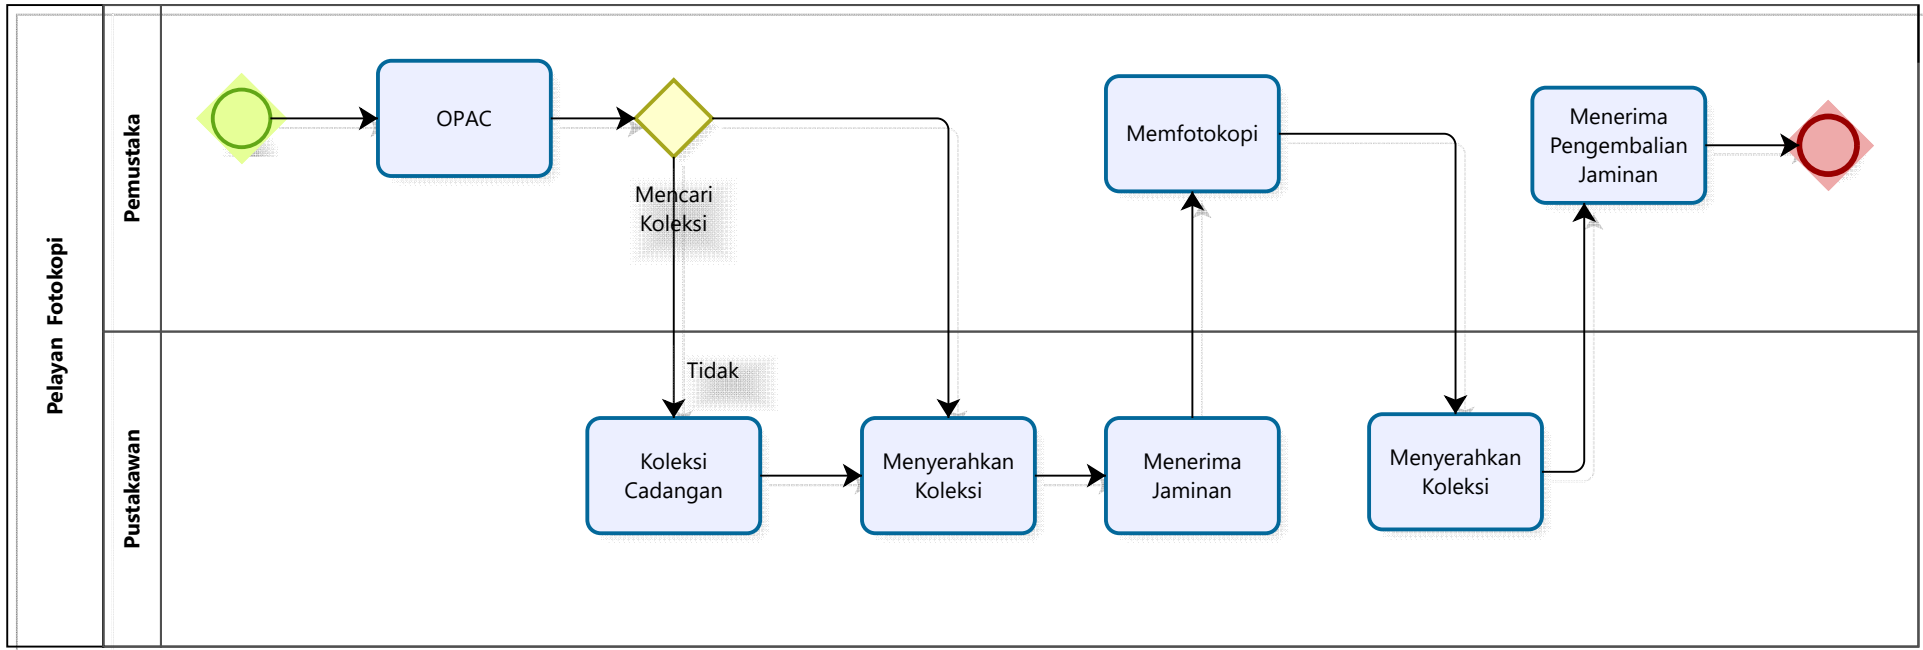 Pelayan Fotokopi
Pemustaka
OPAC
Mencari
Koleksi
Memfotokopi
Menerima
Pengembalian
Jaminan
Pustakawan
Tidak
Koleksi
Cadangan
Menyerahkan
Koleksi
Menerima
Jaminan
Menyerahkan
Koleksi